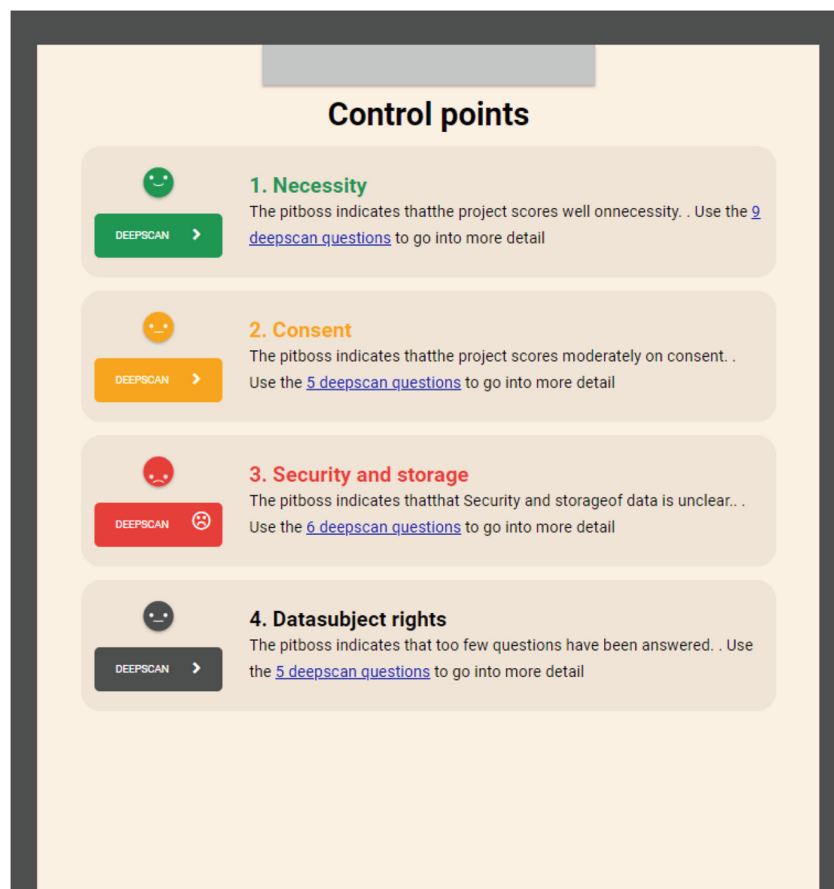 Control points
1. Necessity
The pitboss indicates thatthe project scores well onnecessity. . Use the 9
deepscan questions to go into more detail
DEEPSCAN
2. Consent
The pitboss indicates thatthe project scores moderately on consent. .
Use the 5 deepscan questions to go into more detail
DEEPSCAN
3. Security and storage
The pitboss indicates thatthat Security and storageof data is unclear.. .
Use the 6 deepscan questions to go into more detail
DEEPSCAN
4. Datasubject rights
The pitboss indicates that too few questions have been answered. . Use
the 5 deepscan questions to go into more detail
DEEPSCAN